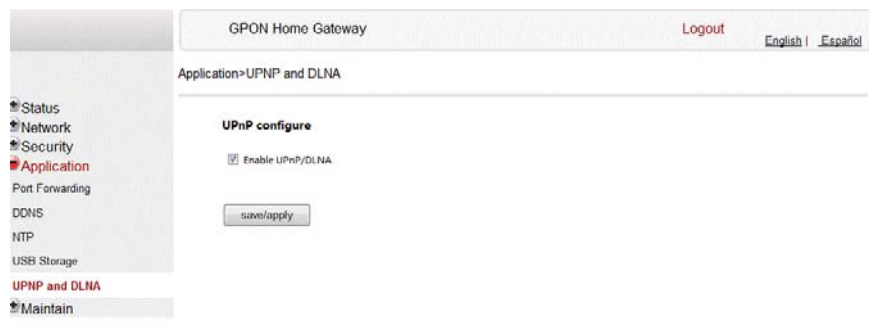 GPON Home Gateway
Logout
English | Español
Application>UPNP and DLNA
Status
Network
Security
Application
Port Forwarding
DDNS
NTP
USB Storage
UPNP and DLNA
Maintain
UPnP configure
Enable UPnP/DLNA
save/apply